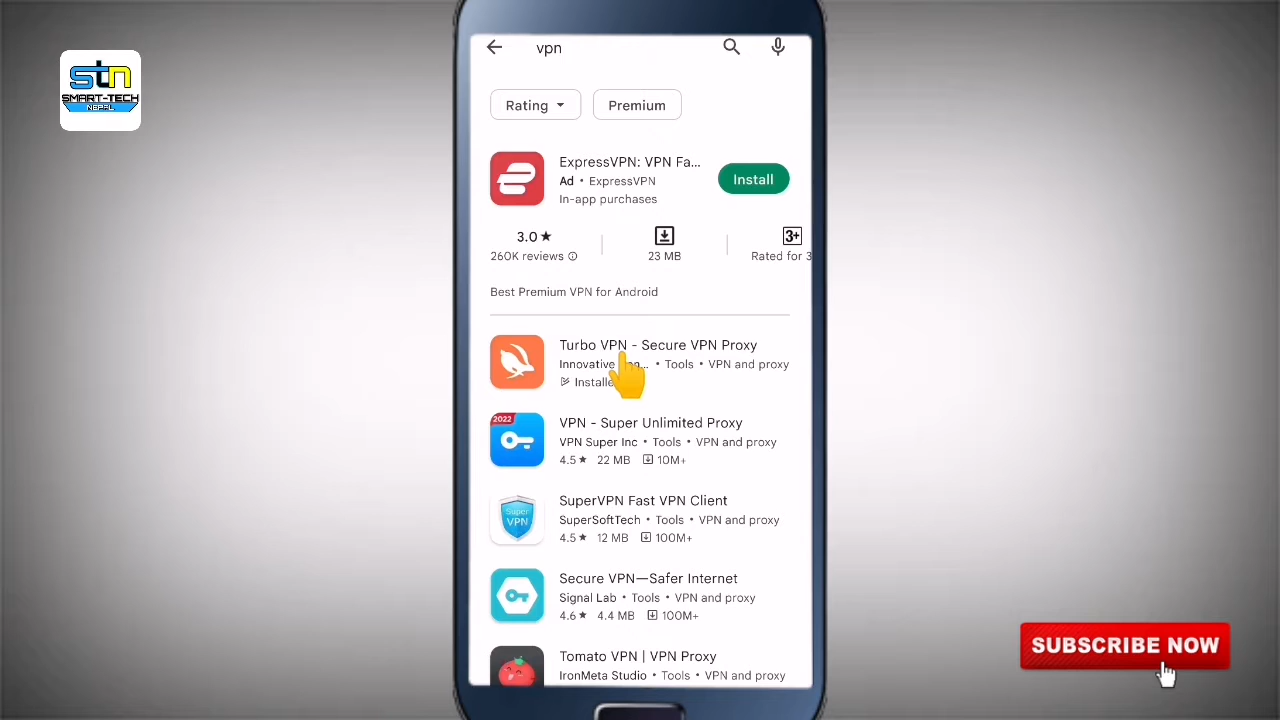 stn
SMART-TECH
NEPAL
vpn
Rating
Premium
ExpressVPN: VPN Fa...
Install
Ad • ExpressVPN
In-app purchases
3.0★
3+
260K reviews
23 MB
Rated for 3
Best Premium VPN for Android
Turbo VPN - Secure VPN Proxy
Innovative • Tools • VPN and proxy
VPN - Super Unlimited Proxy
2022
VPN Super Inc • Tools • VPN and proxy
4.5★ 22 MB 10M+
SuperVPN Fast VPN Client
Super
VPN
SuperSoftTech • Tools • VPN and proxy
4.5★ 12 MB 100M+
Secure VPN—Safer Internet
Signal Lab • Tools • VPN and proxy
4.6★ 4.4 MB 100M+
Tomato VPN | VPN Proxy
IronMeta Studio • Tools • VPN and proxy
SUBSCRIBE NOW